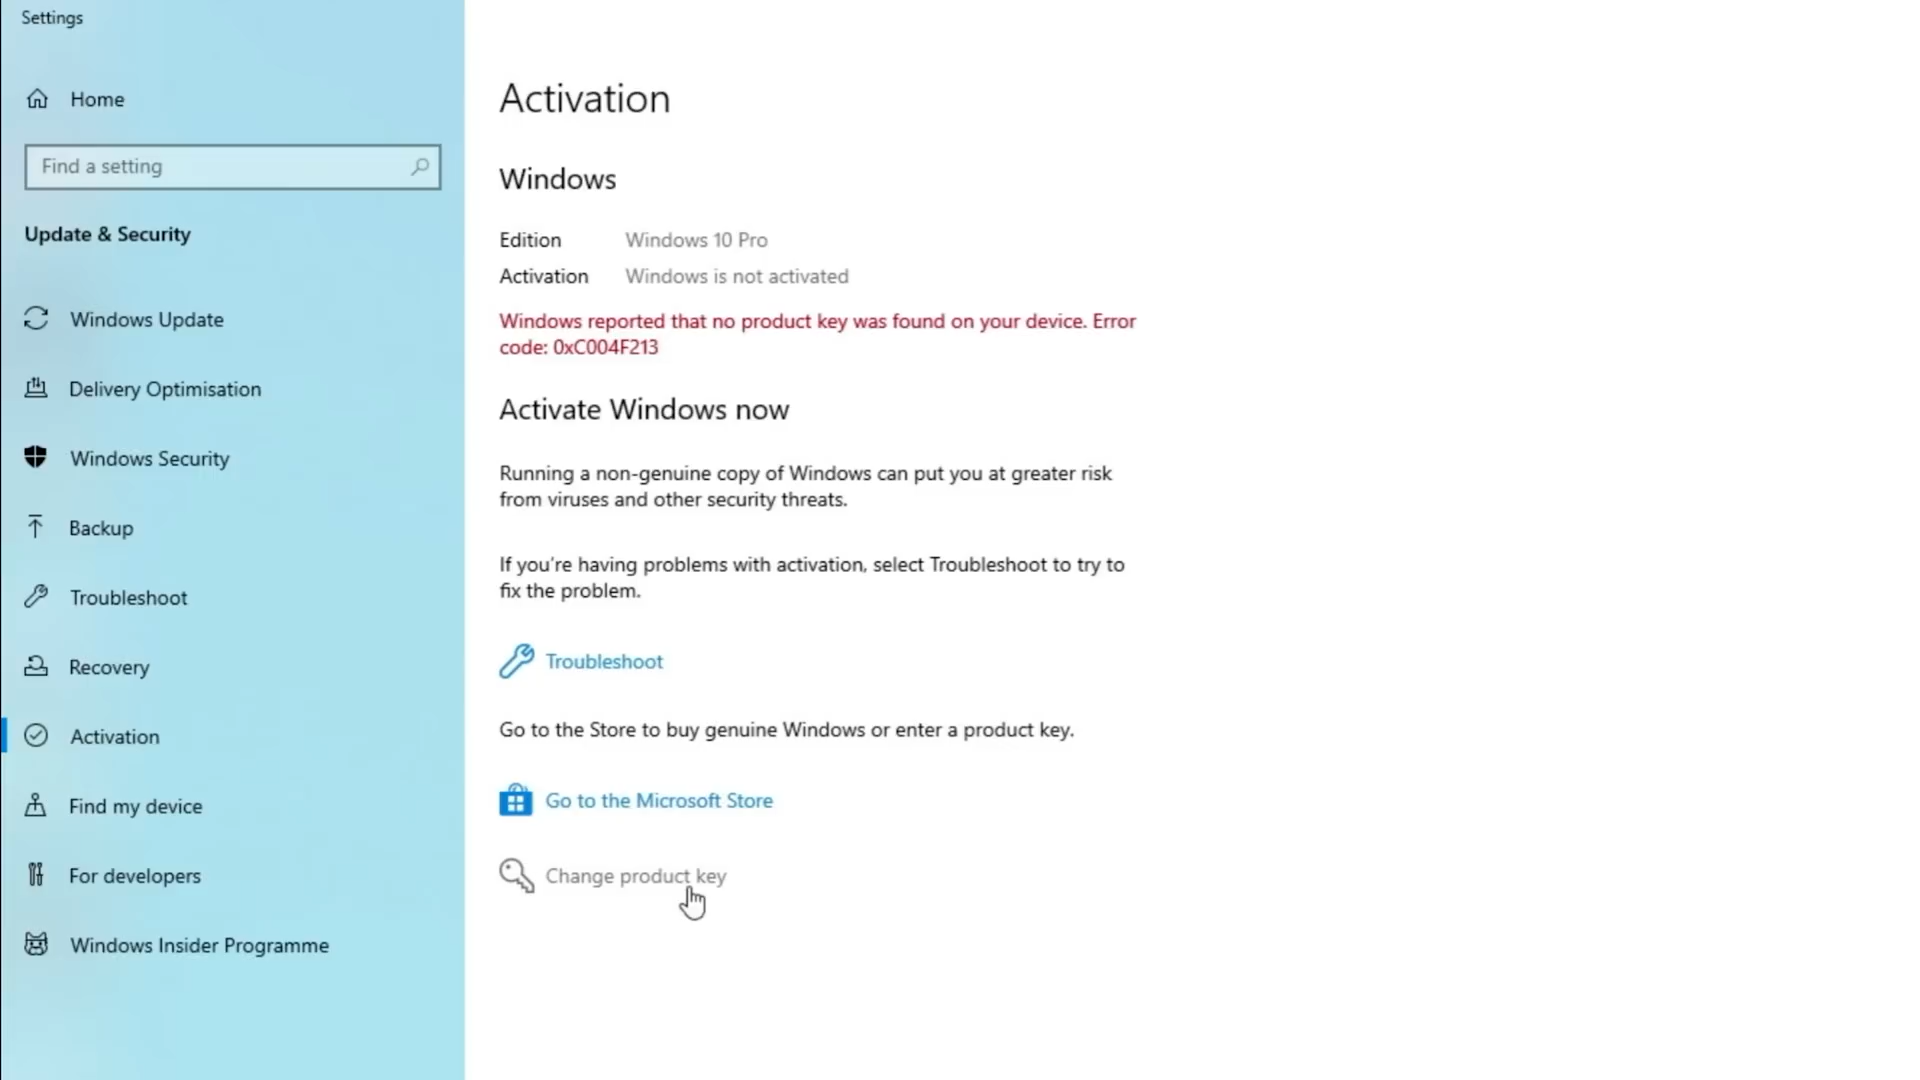 Settings
Home
Find a setting
Update & Security
Windows Update
Delivery Optimisation
Windows Security
Backup
Troubleshoot
Recovery
Activation
Find my device
For developers
Windows Insider Programme
Activation
Windows
Edition Windows 10 Pro
Activation Windows is not activated
Windows reported that no product key was found on your device. Error
code: 0xC004F213
Activate Windows now
Running a non-genuine copy of Windows can put you at greater risk
from viruses and other security threats.
If you're having problems with activation, select Troubleshoot to try to
fix the problem.
Troubleshoot
Go to the Store to buy genuine Windows or enter a product key.
Go to the Microsoft Store
Change product key